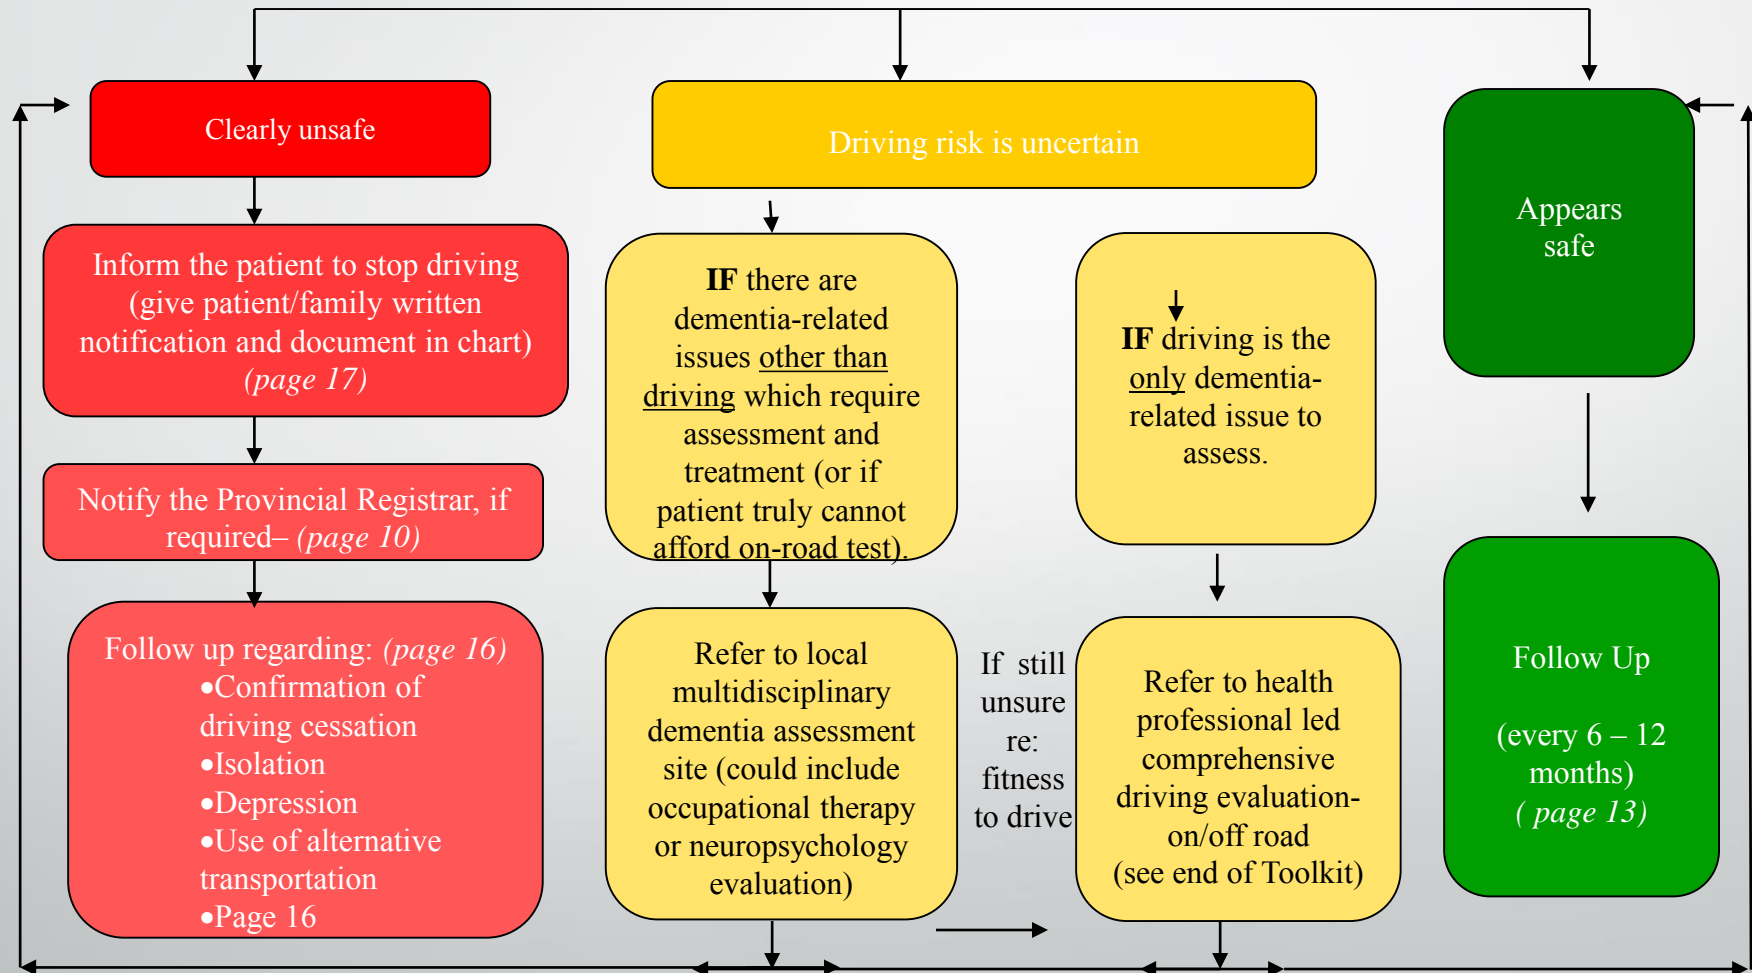 Clearly unsafe
Inform the patient to stop driving
(give patient/family written
notification and document in chart)
(page 17)
Notify the Provincial Registrar, if
required– (page 10)
Follow up regarding: (page 16)
•Confirmation of
driving cessation
•Isolation
•Depression
•Use of alternative
transportation
•Page 16
Driving risk is uncertain
IF there are
dementia-related
issues other than
driving which require
assessment and
treatment (or if
patient truly cannot
afford on-road test).
Refer to local
multidisciplinary
dementia assessment
site (could include
occupational therapy
or neuropsychology
evaluation)
If still
unsure
re:
fitness
to drive
IF driving is the
only dementia-
related issue to
assess.
Refer to health
professional led
comprehensive
driving evaluation-
on/off road
(see end of Toolkit)
Appears
safe
Follow Up
(every 6 – 12
months)
( page 13)